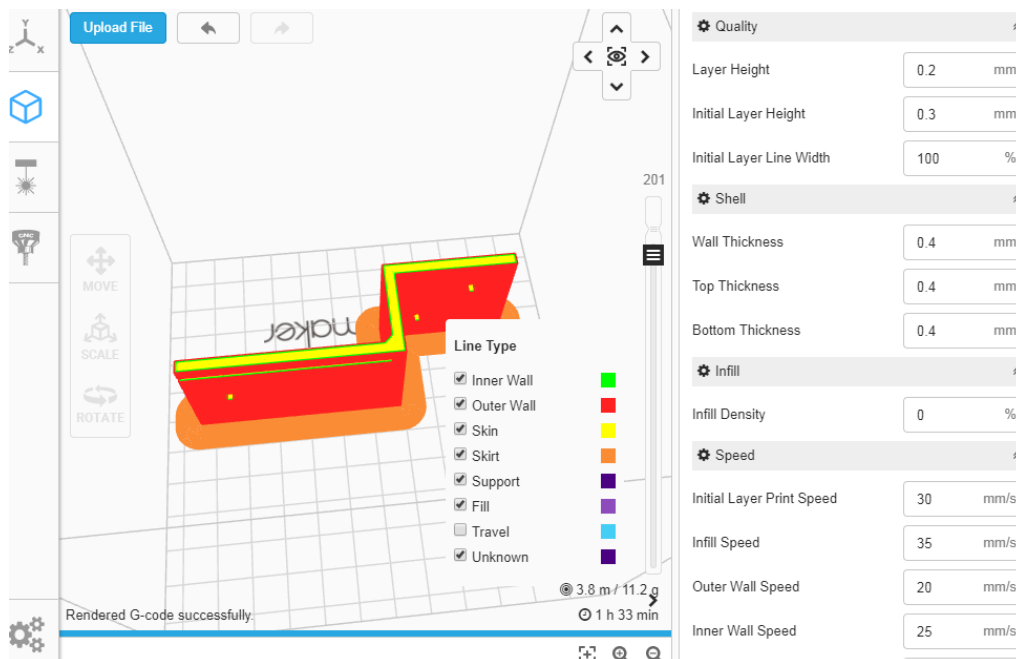 Y
Z
X
Upload File
201
MOVE
SCALE
ROTATE
maker
CNC
Line Type
Inner Wall
Outer Wall
Skin
Skirt
Support
Fill
Travel
Unknown
3.8 m / 11.2 g
Rendered G-code successfully.
1 h 33 min
Quality
Layer Height 0.2 mm
Initial Layer Height 0.3 mm
Initial Layer Line Width 100 %
Shell
Wall Thickness 0.4 mm
Top Thickness 0.4 mm
Bottom Thickness 0.4 mm
Infill
Infill Density 0 %
Speed
Initial Layer Print Speed 30 mm/s
Infill Speed 35 mm/s
Outer Wall Speed 20 mm/s
Inner Wall Speed 25 mm/s